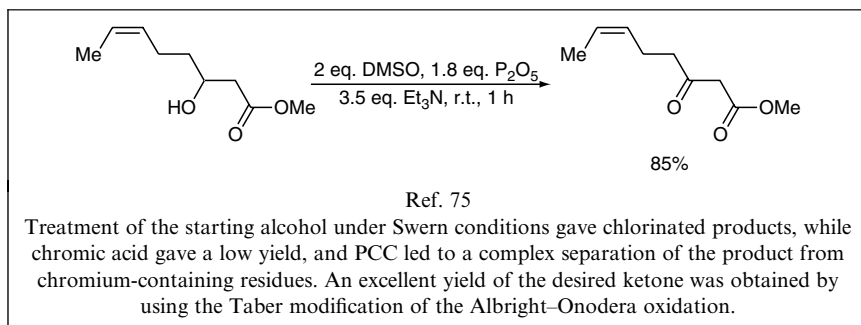 Me
HO
O
OMe
2 eq. DMSO, 1.8 eq. P₂O₅
3.5 eq. Et₃N, r.t., 1 h
Me
O
O
OMe
85%
Ref. 75
Treatment of the starting alcohol under Swern conditions gave chlorinated products, while
chromic acid gave a low yield, and PCC led to a complex separation of the product from
chromium-containing residues. An excellent yield of the desired ketone was obtained by
using the Taber modification of the Albright–Onodera oxidation.